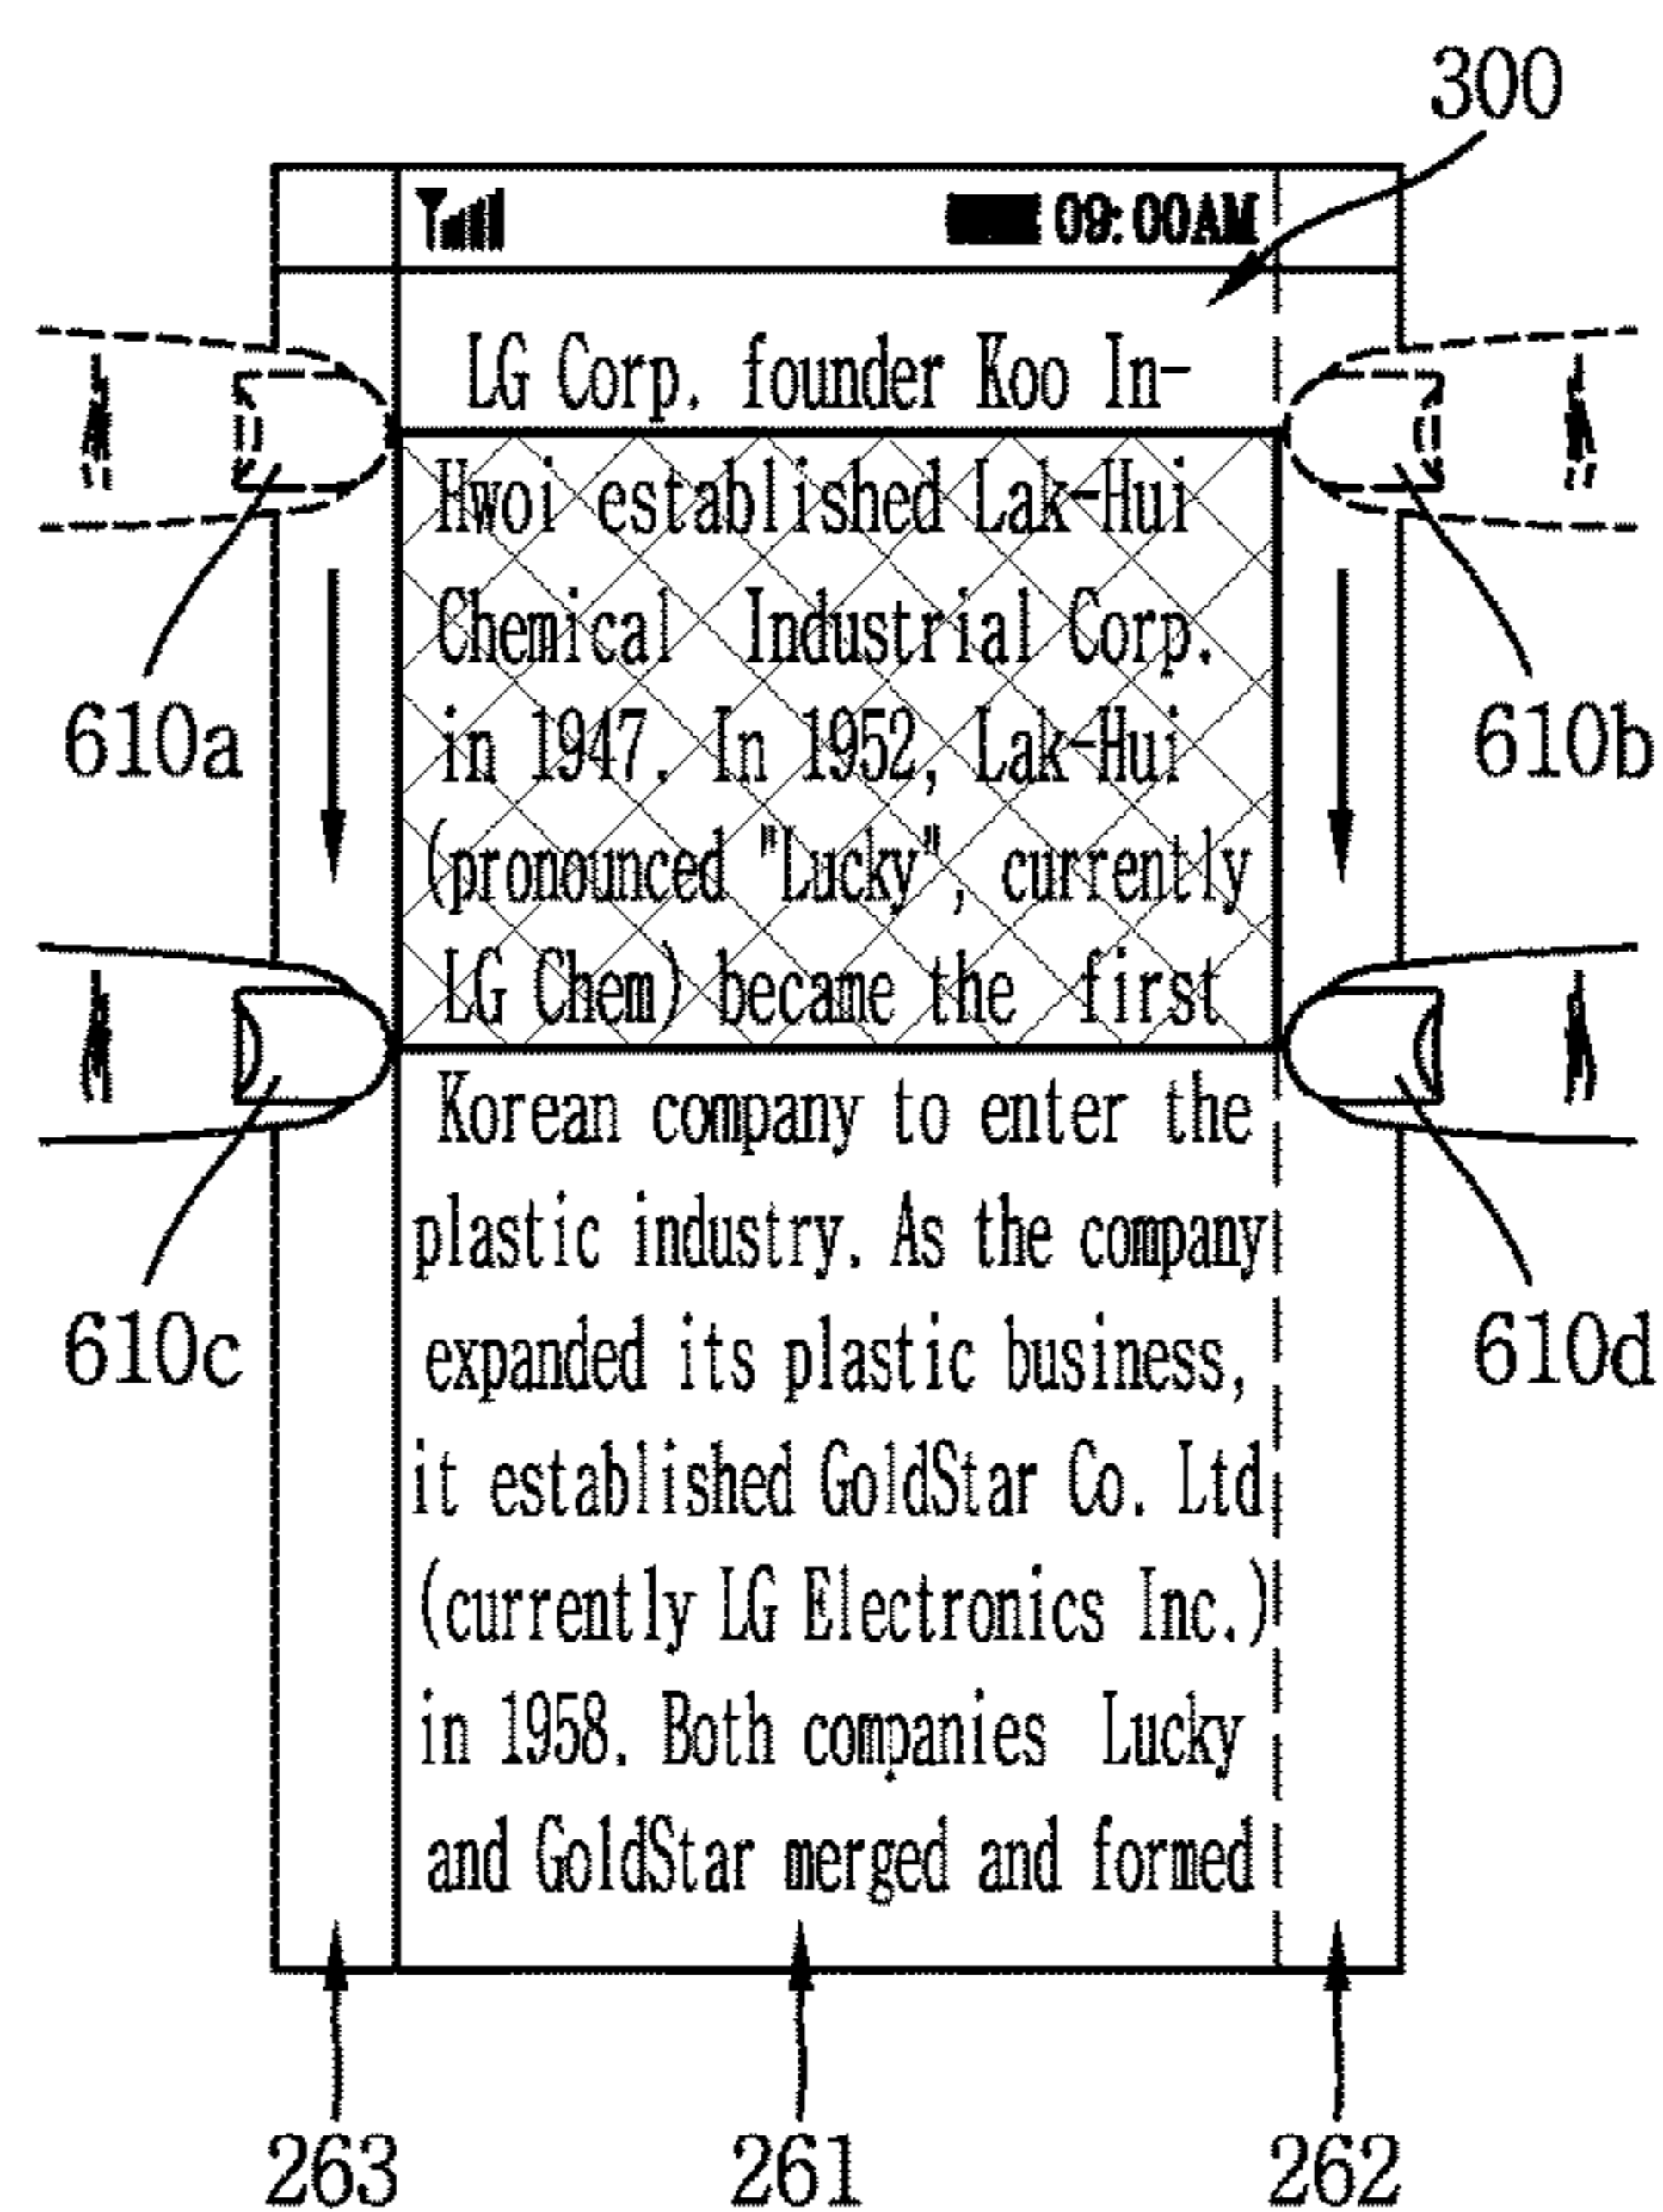 300
09:00AM
LG Corp. founder Koo In-
Hwoi established Lak-Hui
Chemical Industrial Corp.
in 1947. In 1952, Lak-Hui
(pronounced "Lucky", currently
LG Chem) became the first
610a
610b
Korean company to enter the
plastic industry. As the company
expanded its plastic business,
610c
610d
it established GoldStar Co. Ltd
(currently LG Electronics Inc.)
in 1958. Both companies Lucky
and GoldStar merged and formed
263
261
262